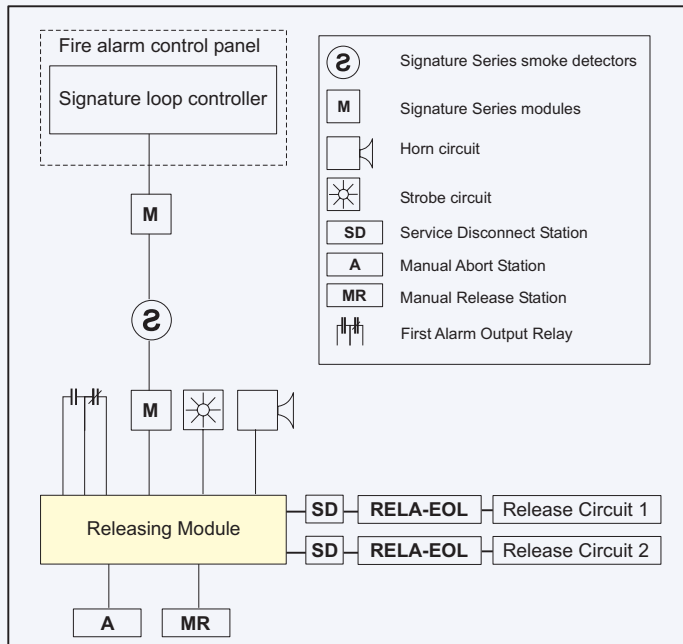 Fire alarm control panel
Signature loop controller
M
S
M
Releasing Module
SD RELA-EOL Release Circuit 1
SD RELA-EOL Release Circuit 2
A MR
S Signature Series smoke detectors
M Signature Series modules
Horn circuit
Strobe circuit
SD Service Disconnect Station
A Manual Abort Station
MR Manual Release Station
First Alarm Output Relay